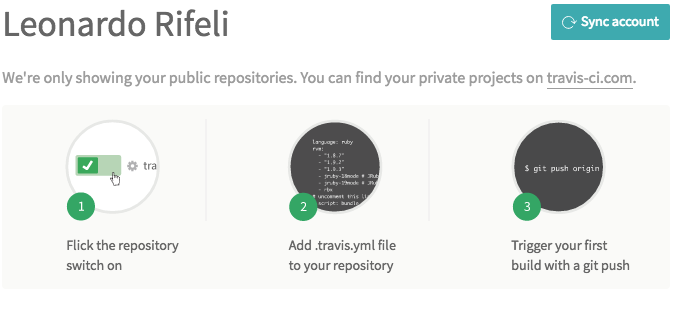 Leonardo Rifeli
Sync account
We're only showing your public repositories. You can find your private projects on travis-ci.com.
tra
language: ruby
rvm:
- "1.8.7"
- "1.9.2"
- "1.9.3"
- jruby-18mode # JRub
- jruby-19mode # JRu
- rbx
# uncomment this li
script: bundle
$ git push origin
1
2
3
Flick the repository
switch on
Add .travis.yml file
to your repository
Trigger your first
build with a git push